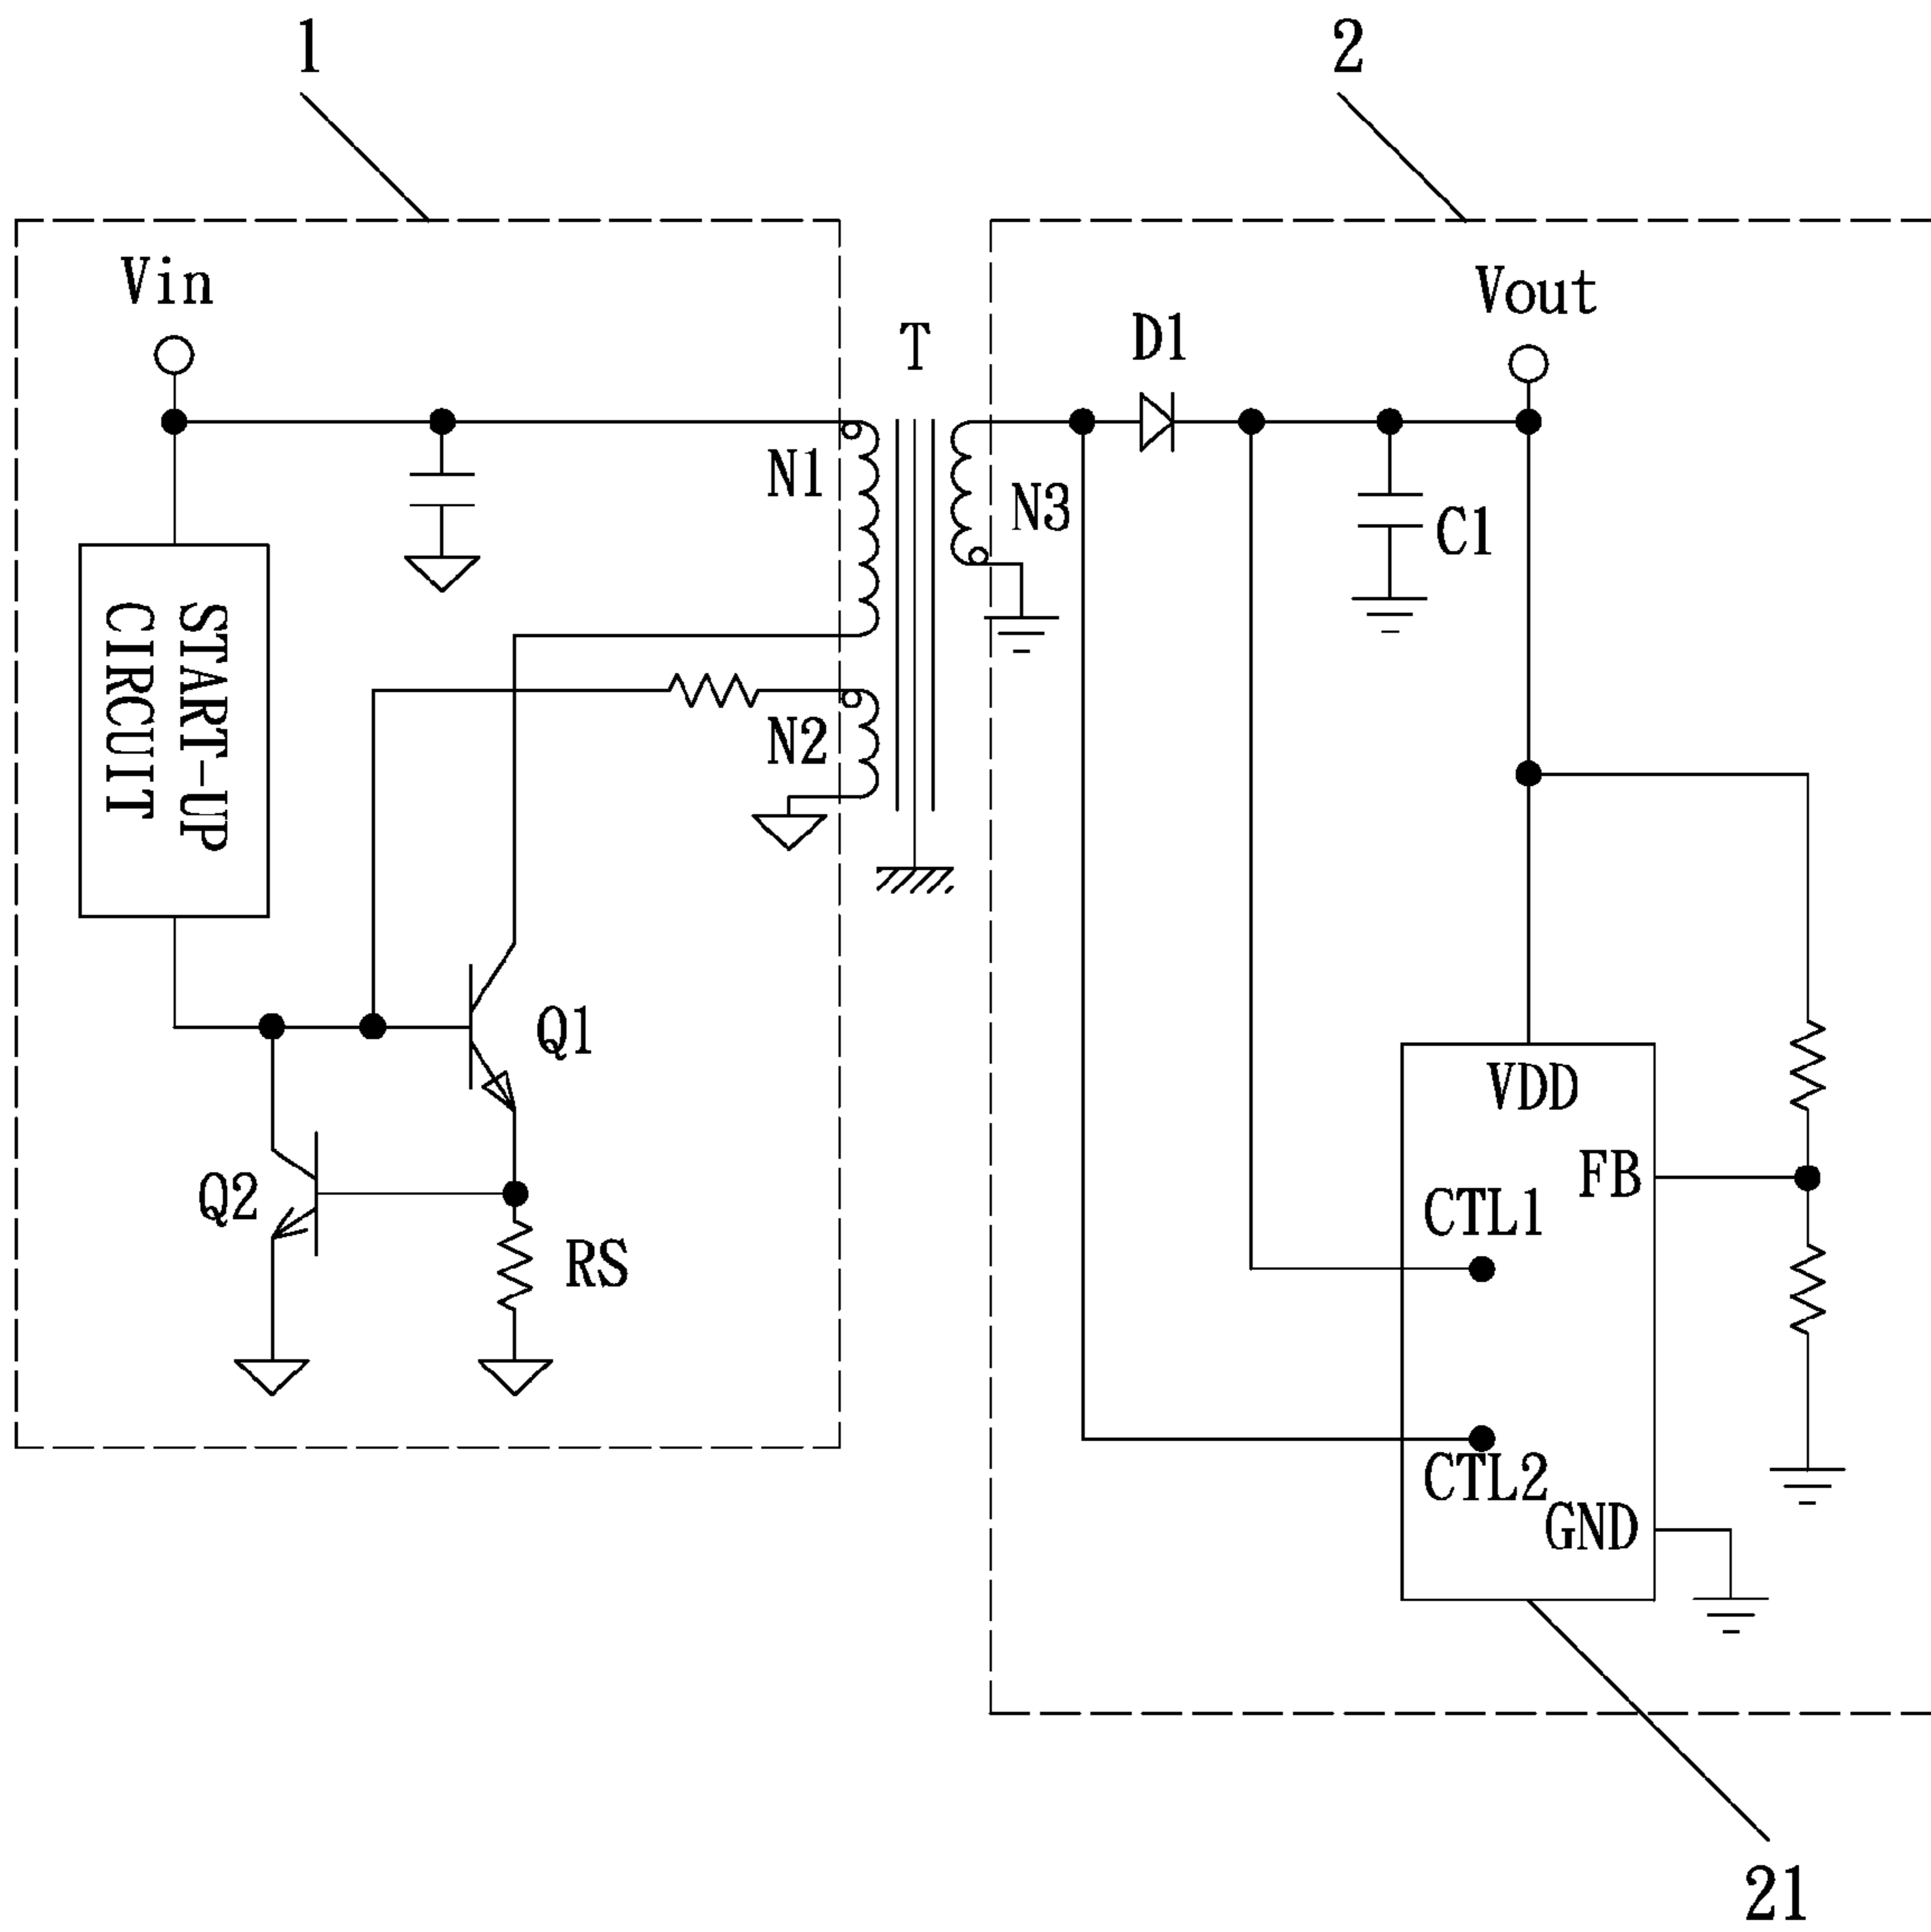 1
2
Vin
Vout
T
D1
N1
N3
C1
START-UP
CIRCUIT
N2
Q1
VDD
FB
Q2
CTL1
RS
CTL2
GND
21